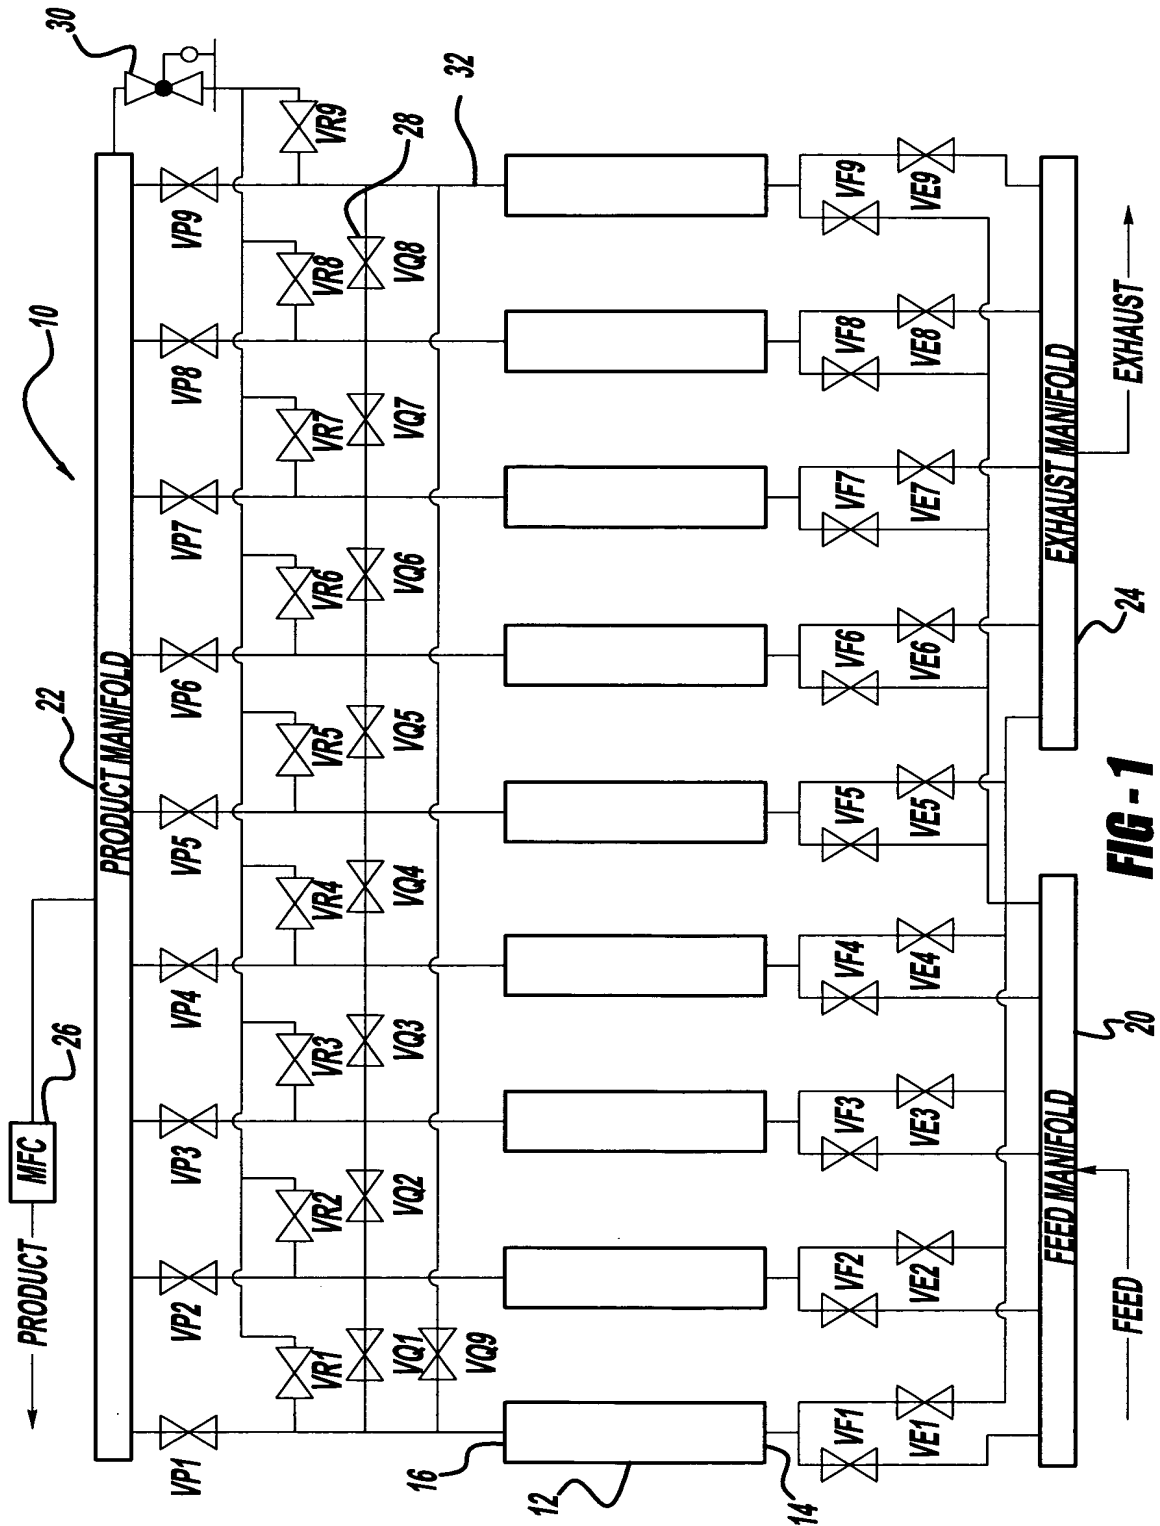 10
PRODUCT
MFC
26
22
PRODUCT MANIFOLD
30
VP1
VP2
VP3
VP4
VP5
VP6
VP7
VP8
VP9
VR1
VR2
VR3
VR4
VR5
VR6
VR7
VR8
VR9
VQ1
VQ2
VQ3
VQ4
VQ5
VQ6
VQ7
VQ8
28
VQ9
32
16
12
14
VF1
VF2
VF3
VF4
VF5
VF6
VF7
VF8
VF9
VE1
VE2
VE3
VE4
VE5
VE6
VE7
VE8
VE9
FEED MANIFOLD
EXHAUST MANIFOLD
20
24
FEED
EXHAUST
FIG - 1